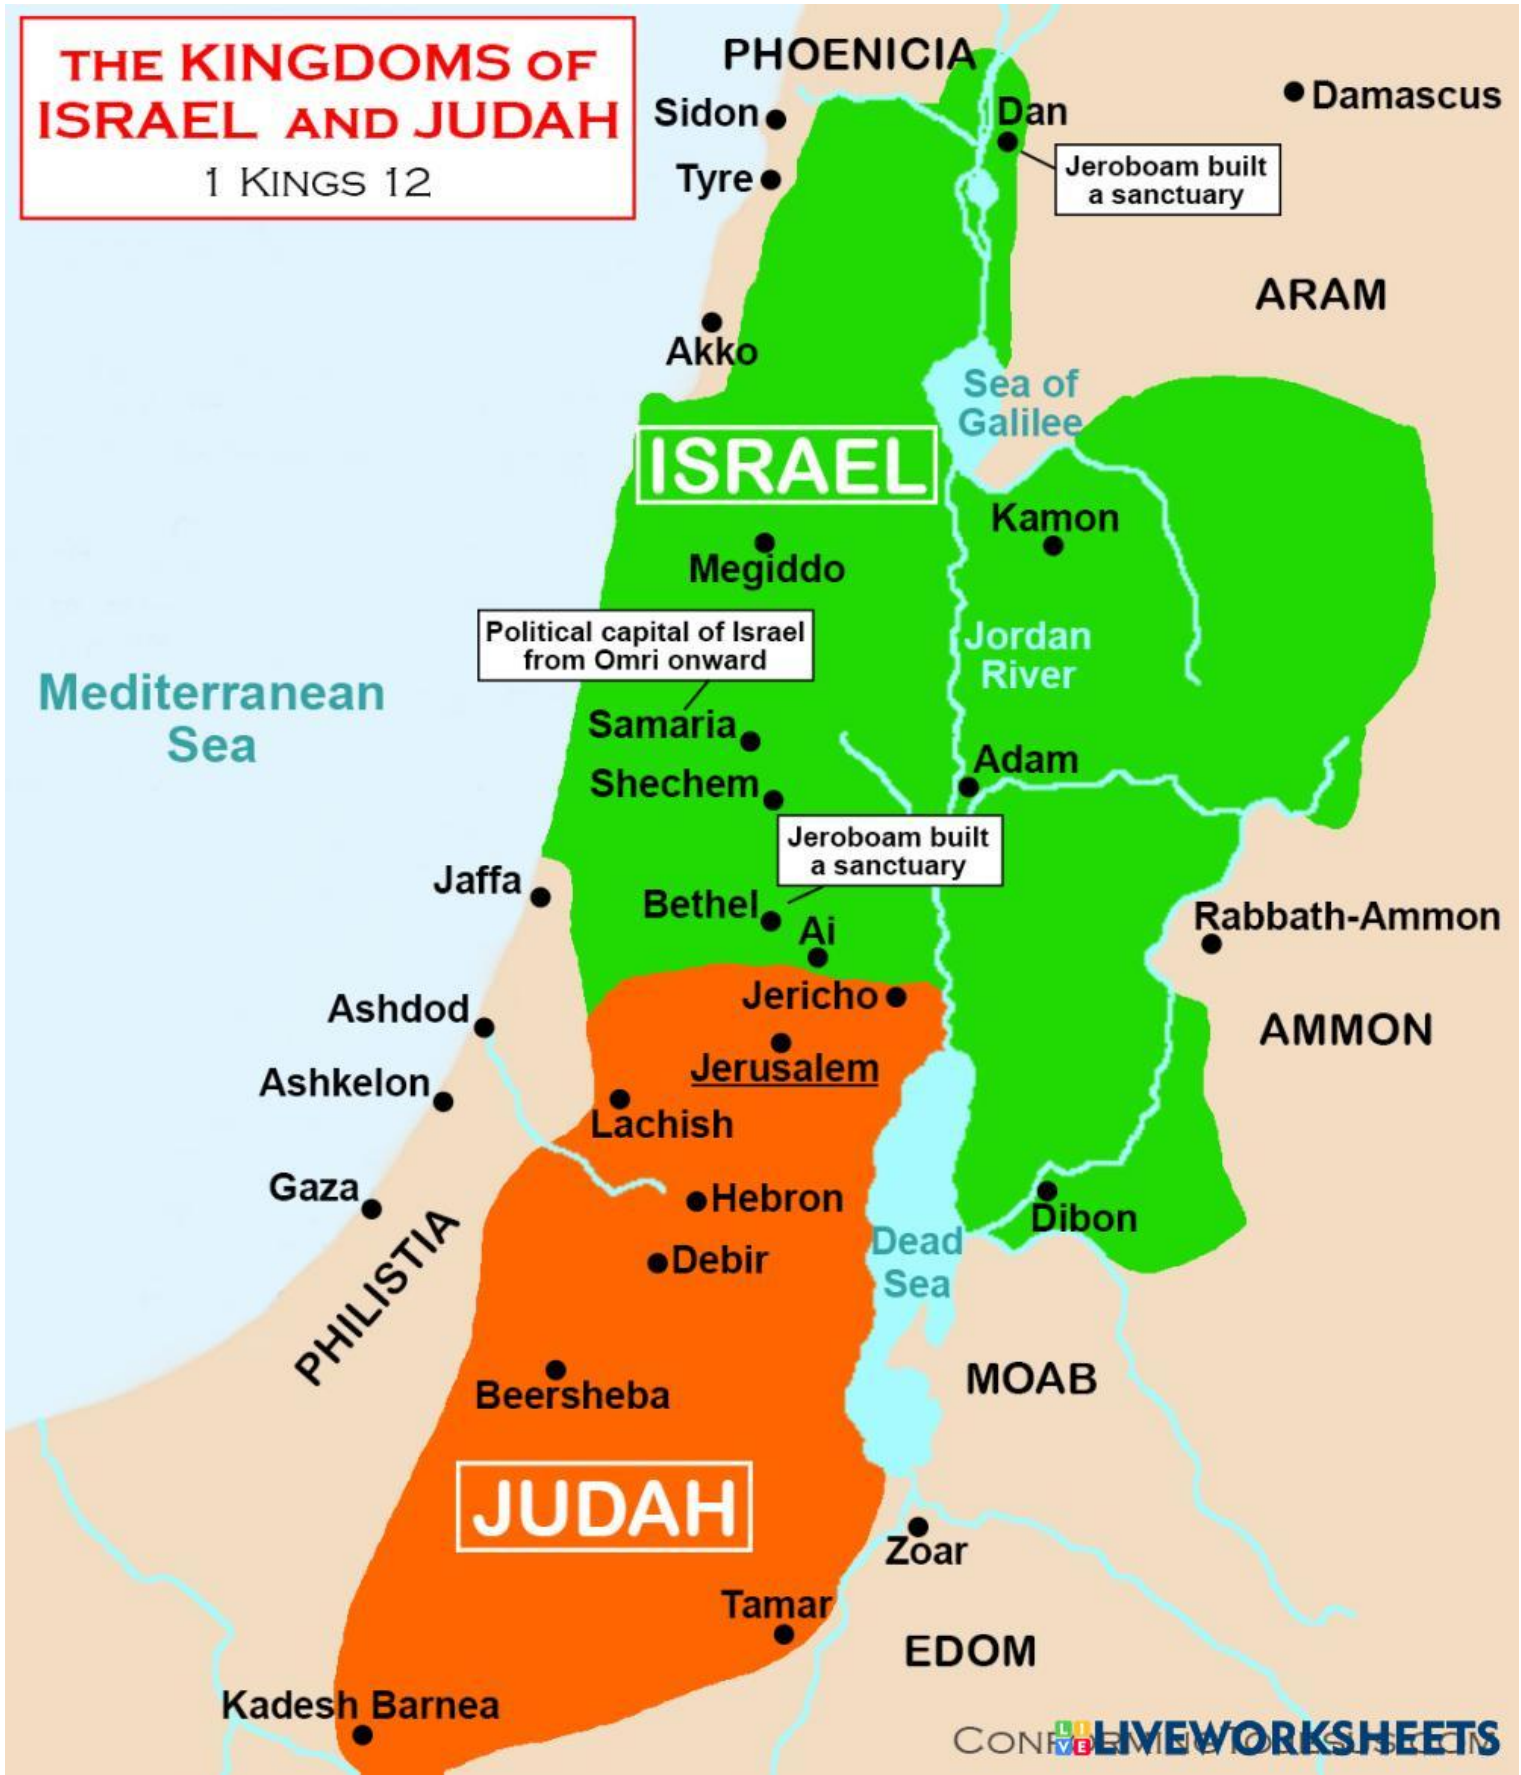 THE KINGDOMS OF
ISRAEL AND JUDAH
1 KINGS 12
PHOENICIA
Sidon
Dan
Damascus
Tyre
Jeroboam built
a sanctuary
ARAM
Akko
Sea of
Galilee
ISRAEL
Kamon
Megiddo
Political capital of Israel
from Omri onward
Jordan
River
Mediterranean
Sea
Samaria
Adam
Shechem
Jeroboam built
a sanctuary
Jaffa
Bethel
Ai
Rabbath-Ammon
Jericho
Ashdod
AMMON
Jerusalem
Ashkelon
Lachish
Gaza
Hebron
Dibon
Dead
Sea
Debir
PHILISTIA
MOAB
Beersheba
JUDAH
Zoar
Tamar
EDOM
Kadesh Barnea
LIVE
LIVEWORKSHEETS